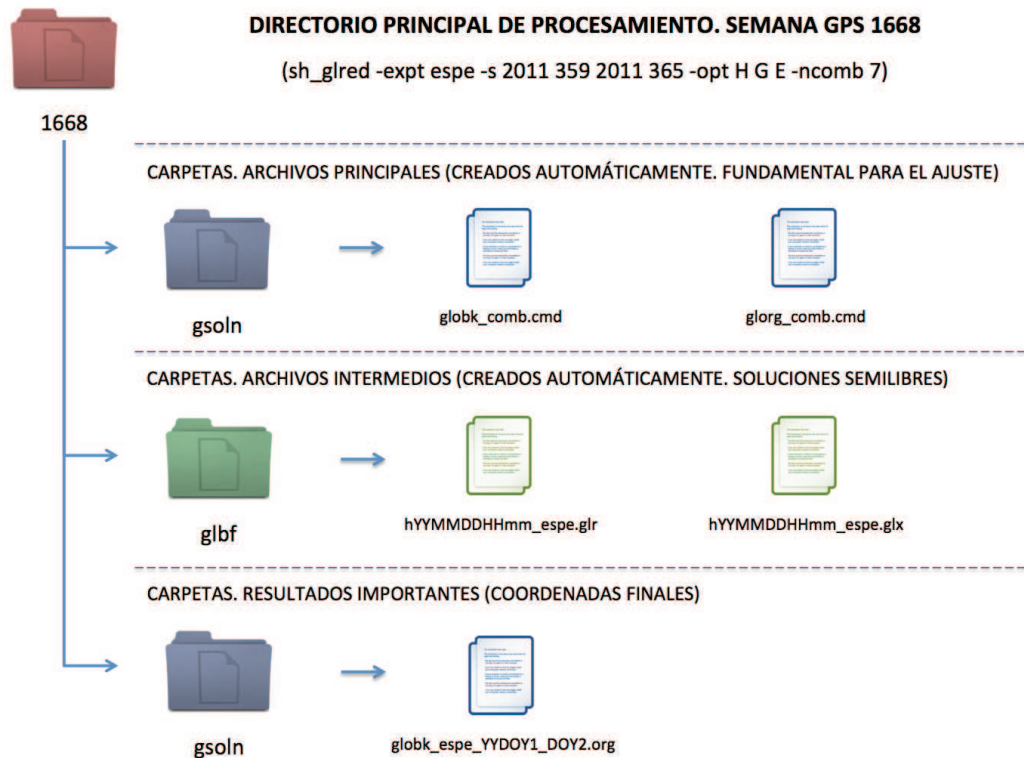 DIRECTORIO PRINCIPAL DE PROCESAMIENTO. SEMANA GPS 1668
(sh_glred -expt espe -s 2011 359 2011 365 -opt H G E -ncomb 7)
1668
CARPETAS. ARCHIVOS PRINCIPALES (CREADOS AUTOMÁTICAMENTE. FUNDAMENTAL PARA EL AJUSTE)
gsoln
globk_comb.cmd
glorg_comb.cmd
CARPETAS. ARCHIVOS INTERMEDIOS (CREADOS AUTOMÁTICAMENTE. SOLUCIONES SEMILIBRES)
glbf
hYYMMDDHHmm_espe.glr
hYYMMDDHHmm_espe.glx
CARPETAS. RESULTADOS IMPORTANTES (COORDENADAS FINALES)
gsoln
globk_espe_YYDOY1_DOY2.org